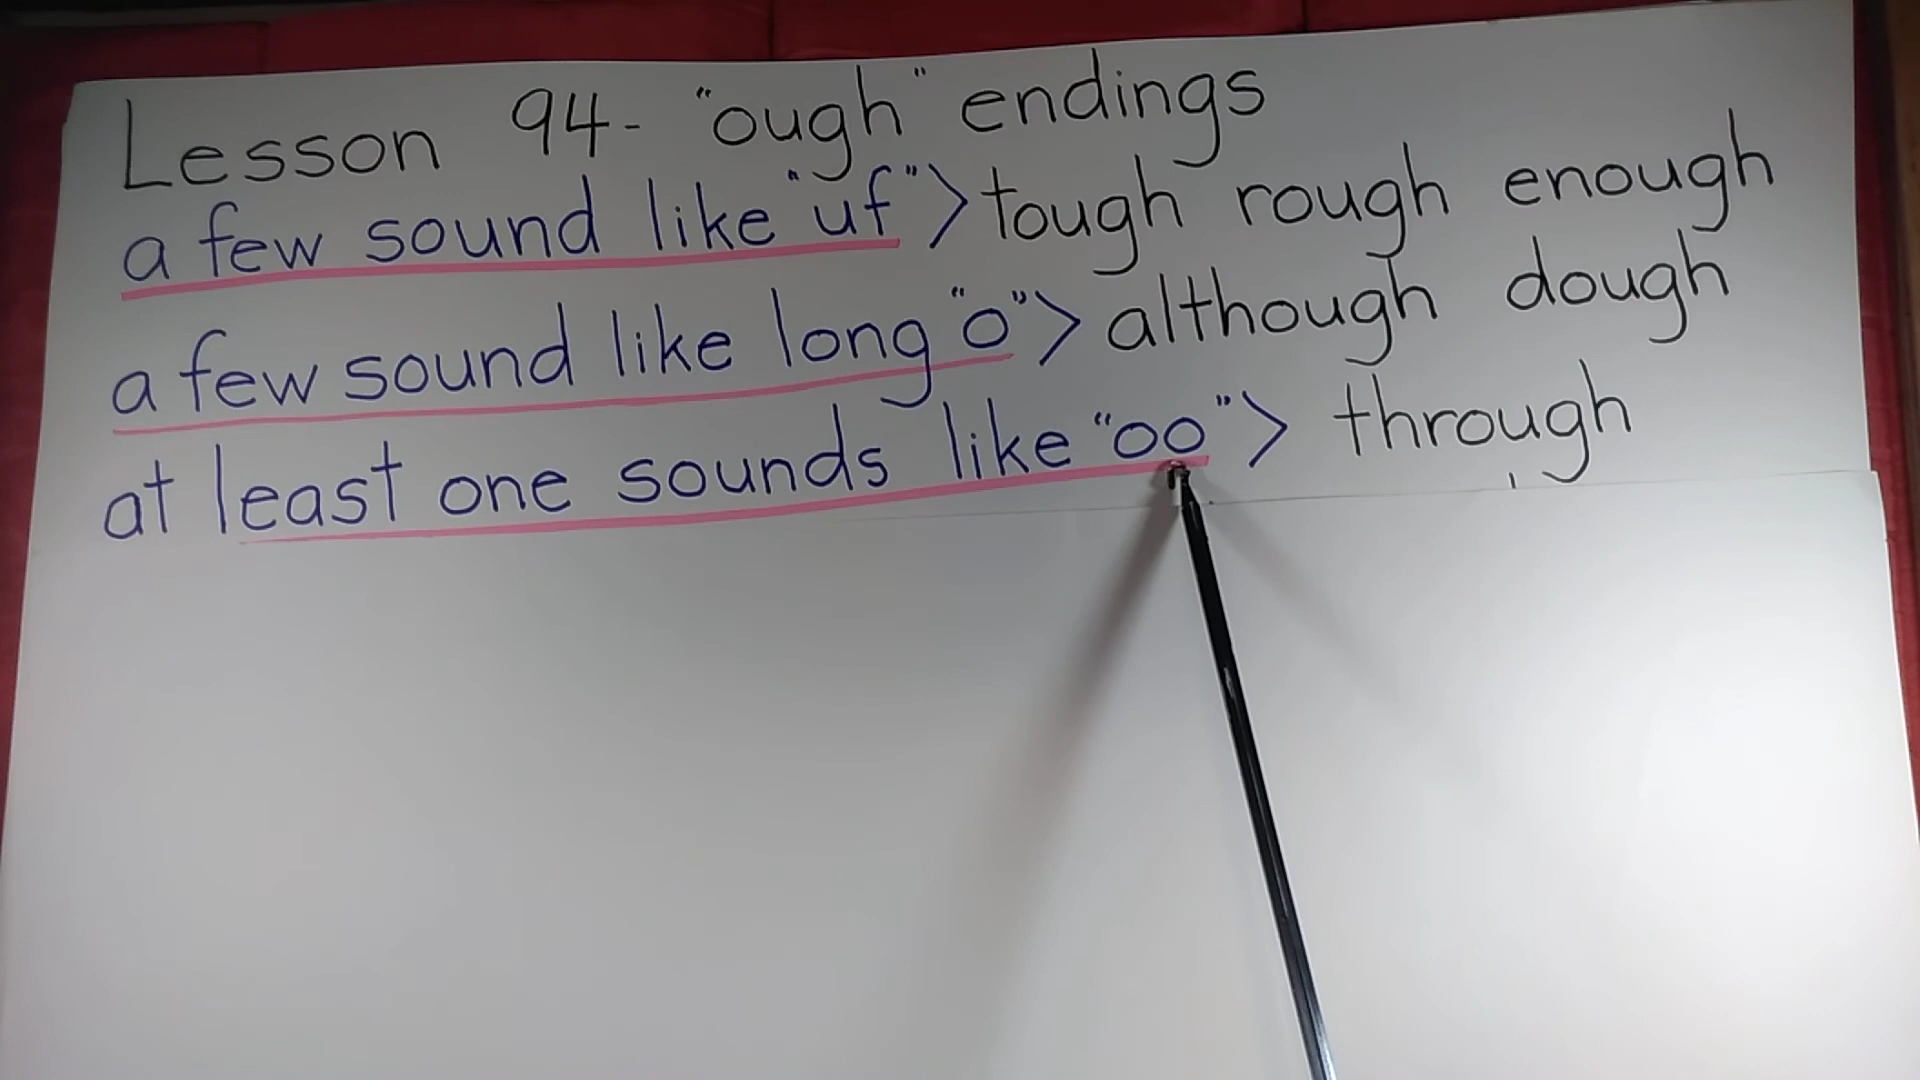 Lesson 94- "ough" endings
a few sound like "uf" > tough rough enough
a few sound like long "o" > although dough
at least one sounds like "oo" > through